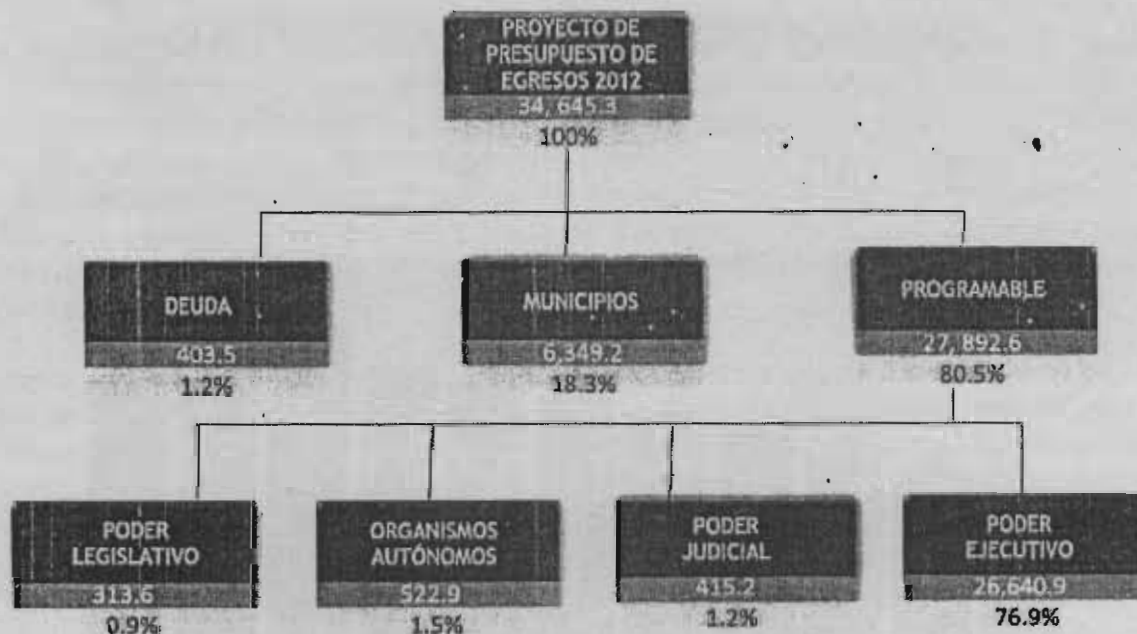 PROYECTO DE
PRESUPUESTO DE
EGRESOS 2012
34, 645.3
100%
DEUDA
403.5
1.2%
MUNICIPIOS
6,349.2
18.3%
PROGRAMABLE
27, 892.6
80.5%
PODER
LEGISLATIVO
313.6
0.9%
ORGANISMOS
AUTÓNOMOS
522.9
1.5%
PODER
JUDICIAL
415.2
1.2%
PODER
EJECUTIVO
26,640.9
76.9%